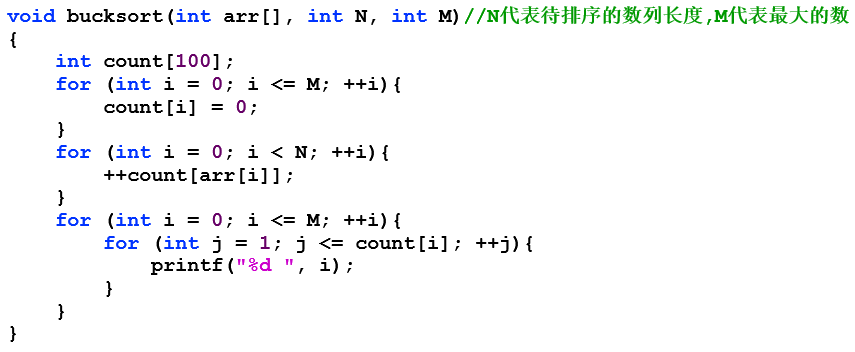 void bucksort(int arr[], int N, int M)//N代表待排序的数列长度,M代表最大的数
{
    int count[100];
    for (int i = 0; i <= M; ++i){
        count[i] = 0;
    }
    for (int i = 0; i < N; ++i){
        ++count[arr[i]];
    }
    for (int i = 0; i <= M; ++i){
        for (int j = 1; j <= count[i]; ++j){
            printf("%d ", i);
        }
    }
}